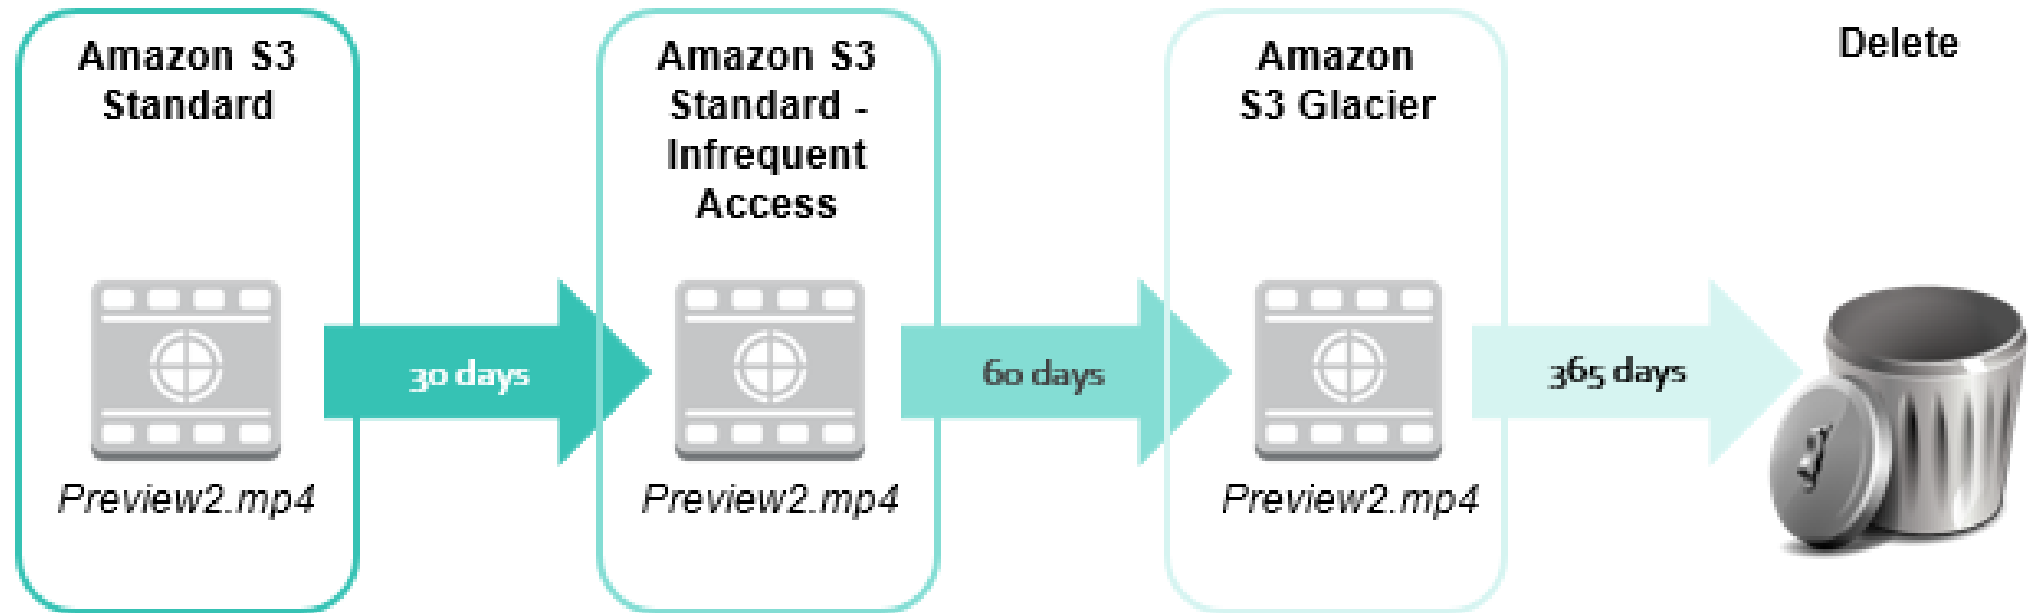 Amazon S3
Standard
Amazon S3
Standard -
Infrequent
Access
Amazon
S3 Glacier
Delete
30 days
60 days
365 days
Preview2.mp4
Preview2.mp4
Preview2.mp4